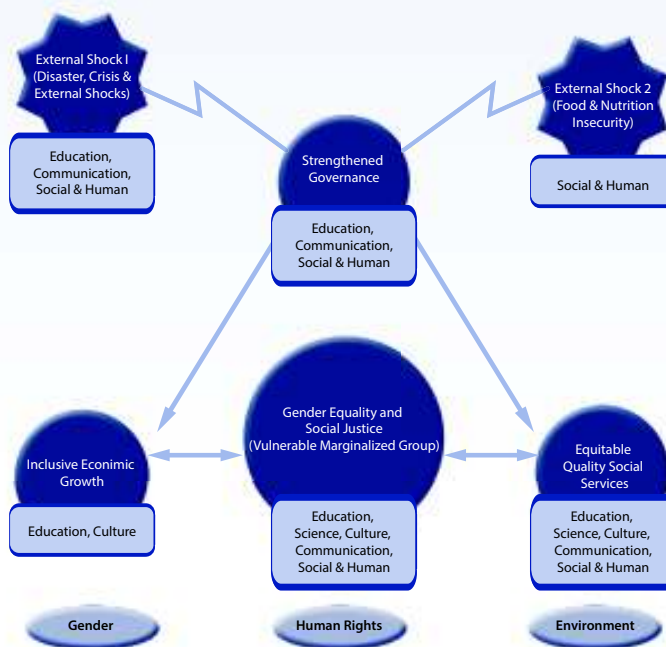 External Shock I
(Disaster, Crisis &
External Shocks)
Education,
Communication,
Social & Human
External Shock 2
(Food & Nutrition
Insecurity)
Social & Human
Strengthened
Governance
Education,
Communication,
Social & Human
Gender Equality and
Social Justice
(Vulnerable Marginalized Group)
Education,
Science, Culture,
Communication,
Social & Human
Inclusive Econimic
Growth
Education, Culture
Equitable
Quality Social
Services
Education,
Science, Culture,
Communication,
Social & Human
Gender
Human Rights
Environment